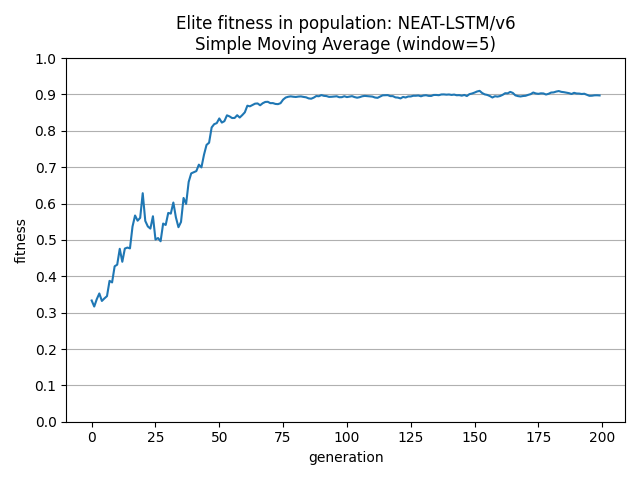 Elite fitness in population: NEAT-LSTM/v6
Simple Moving Average (window=5)
1.0
0.9
0.8
0.7
0.6
0.5
0.4
0.3
0.2
0.1
0.0
fitness
0 25 50 75 100 125 150 175 200
generation